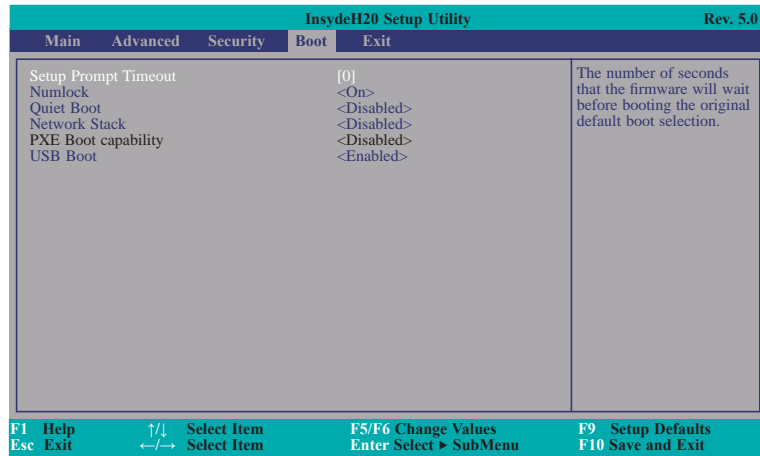 InsydeH20 Setup Utility Rev. 5.0
Main Advanced Security Boot Exit
Setup Prompt Timeout [0]
Numlock <On>
Quiet Boot <Disabled>
Network Stack <Disabled>
PXE Boot capability <Disabled>
USB Boot <Enabled>
The number of seconds
that the firmware will wait
before booting the original
default boot selection.
F1 Help ↑/↓ Select Item F5/F6 Change Values F9 Setup Defaults
Esc Exit ←/→ Select Item Enter Select ► SubMenu F10 Save and Exit